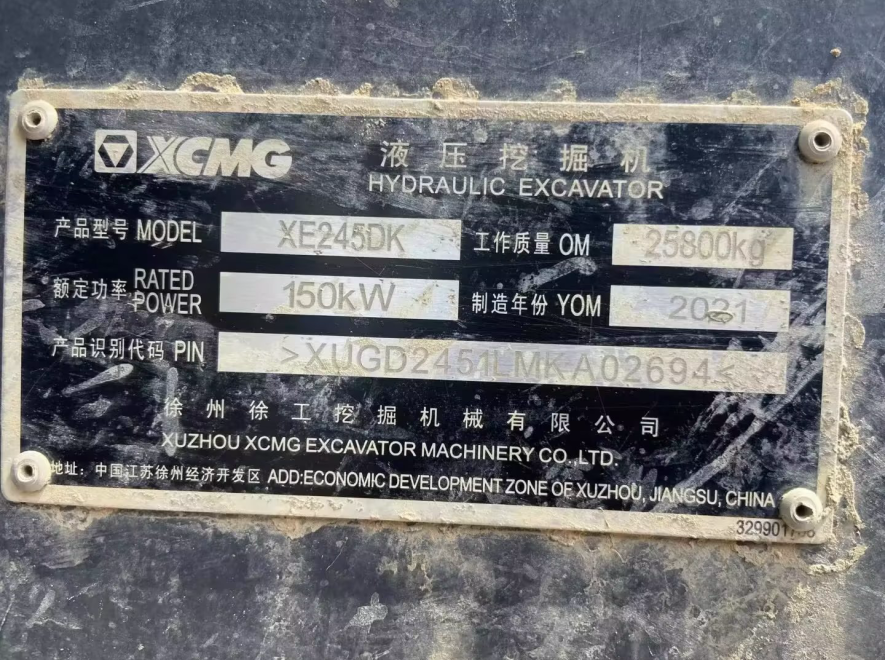 XCMG 液压挖掘机
HYDRAULIC EXCAVATOR
产品型号 MODEL XE245DK 工作质量 OM 25800kg
额定功率 RATED POWER 150kW 制造年份 YOM 2021
产品识别代码 PIN >XUGD2451LMKA02694<
徐州徐工挖掘机械有限公司
XUZHOU XCMG EXCAVATOR MACHINERY CO.,LTD.
地址：中国江苏徐州经济开发区 ADD:ECONOMIC DEVELOPMENT ZONE OF XUZHOU, JIANGSU, CHINA